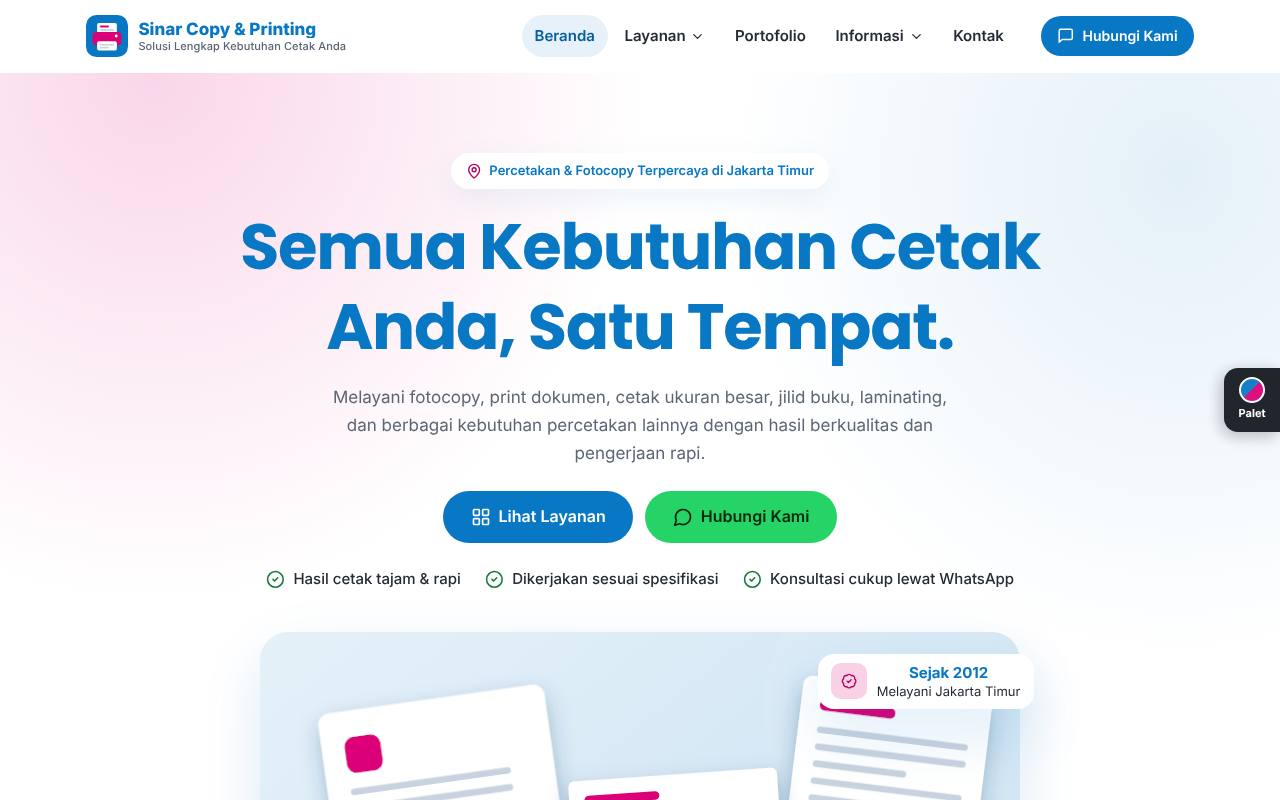 Sinar Copy & Printing
Solusi Lengkap Kebutuhan Cetak Anda
Beranda
Layanan
Portofolio
Informasi
Kontak
Hubungi Kami
Percetakan & Fotocopy Terpercaya di Jakarta Timur
Semua Kebutuhan Cetak
Anda, Satu Tempat.
Melayani fotocopy, print dokumen, cetak ukuran besar, jilid buku, laminating,
dan berbagai kebutuhan percetakan lainnya dengan hasil berkualitas dan
pengerjaan rapi.
Palet
Lihat Layanan
Hubungi Kami
Hasil cetak tajam & rapi
Dikerjakan sesuai spesifikasi
Konsultasi cukup lewat WhatsApp
Sejak 2012
Melayani Jakarta Timur